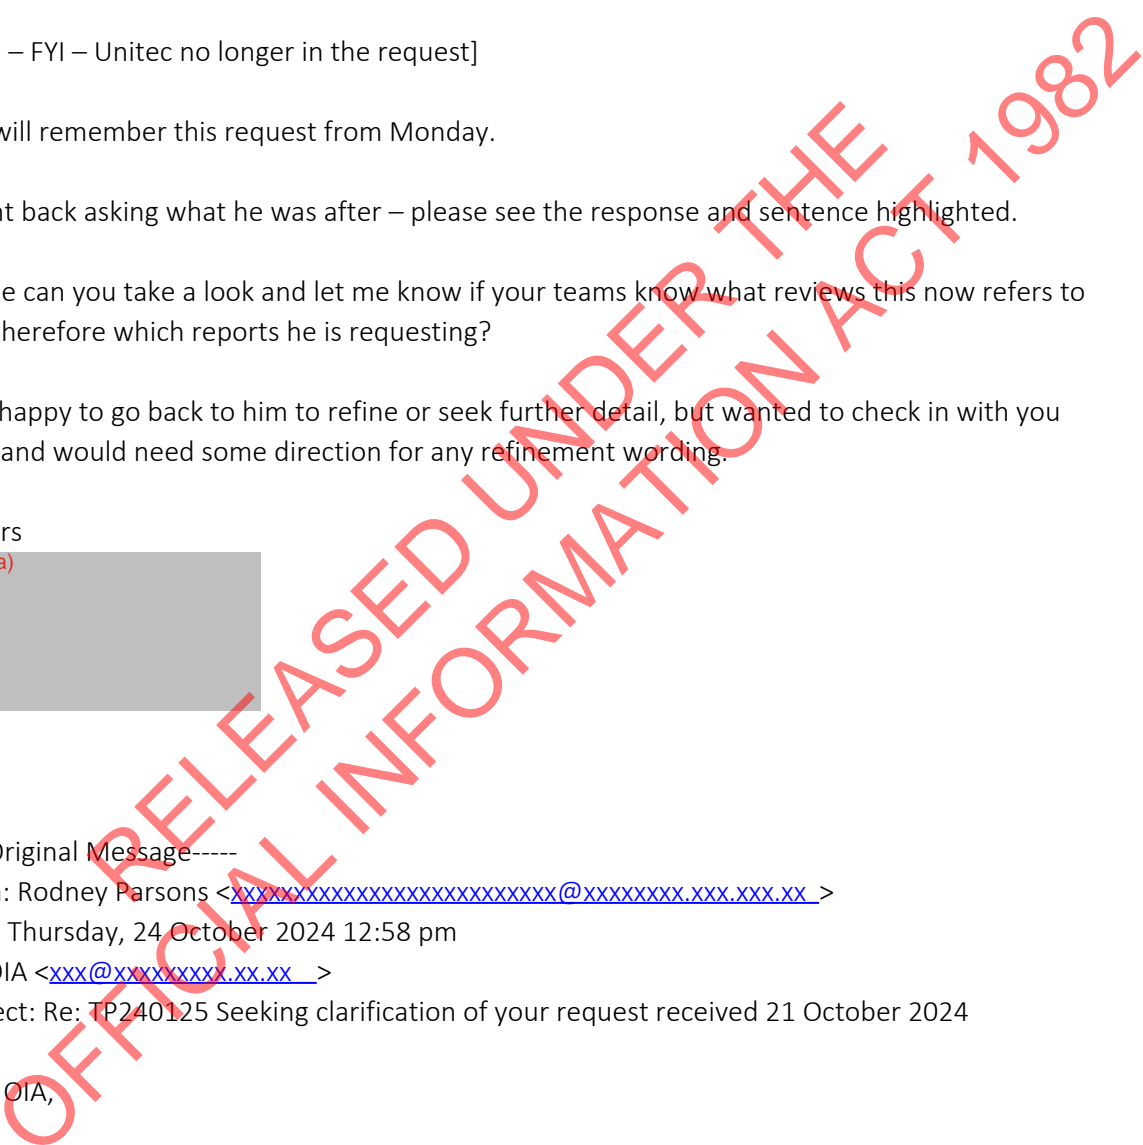 – FYI – Unitec no longer in the request]
will remember this request from Monday.
nt back asking what he was after – please see the response and sentence highlighted.
e can you take a look and let me know if your teams know what reviews this now refers to
herefore which reports he is requesting?
happy to go back to him to refine or seek further detail, but wanted to check in with you
and would need some direction for any refinement wording.
rs
a)
Original Message-----
: Rodney Parsons <xxxxxxxxxxxxxxxxxxxxxxxxx@xxxxxxxx.xxx.xxx.xx >
Thursday, 24 October 2024 12:58 pm
OIA <xxx@xxxxxxxxx.xx.xx >
ect: Re: TP240125 Seeking clarification of your request received 21 October 2024
OIA,
RELEASED UNDER THE
OFFICIAL INFORMATION ACT 1982